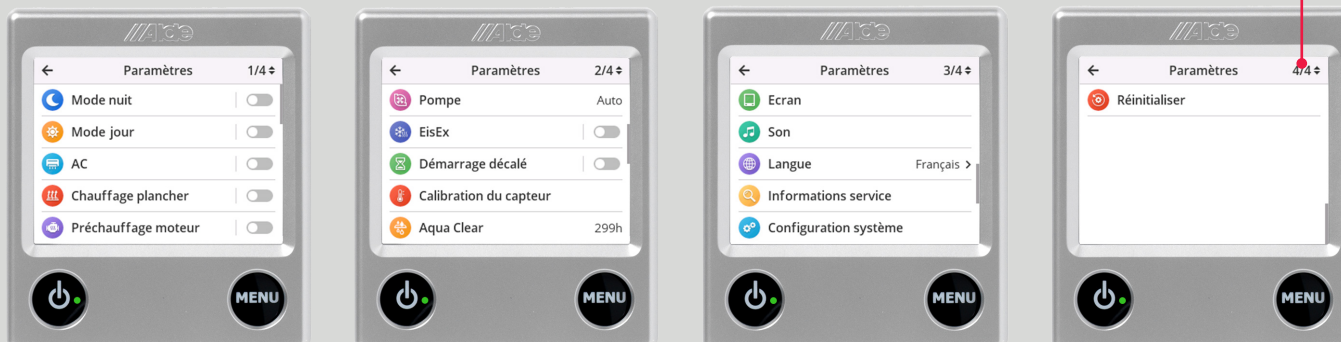 Alde
Paramètres 1/4
Mode nuit
Mode jour
AC
Chauffage plancher
Préchauffage moteur
MENU
Alde
Paramètres 2/4
Pompe Auto
EisEx
Démarrage décalé
Calibration du capteur
Aqua Clear 299h
MENU
Alde
Paramètres 3/4
Ecran
Son
Langue Français >
Informations service
Configuration système
MENU
Alde
Paramètres 4/4
Réinitialiser
MENU